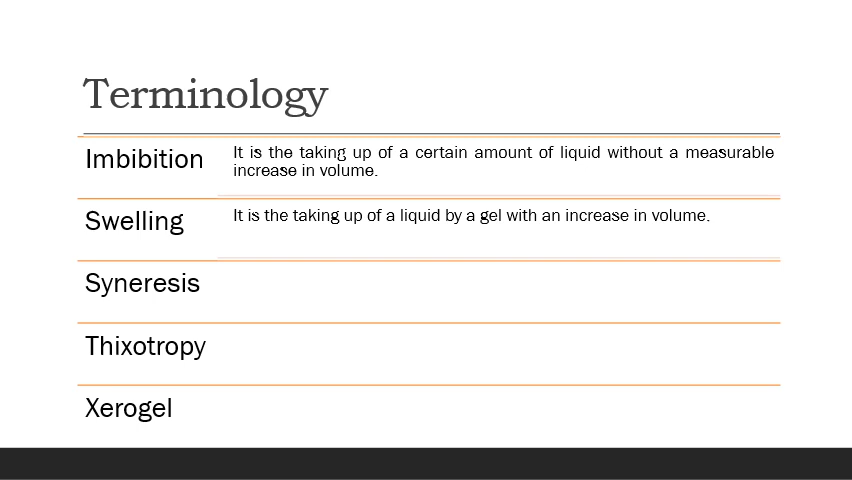 Terminology
Imbibition
It is the taking up of a certain amount of liquid without a measurable
increase in volume.
Swelling
It is the taking up of a liquid by a gel with an increase in volume.
Syneresis
Thixotropy
Xerogel